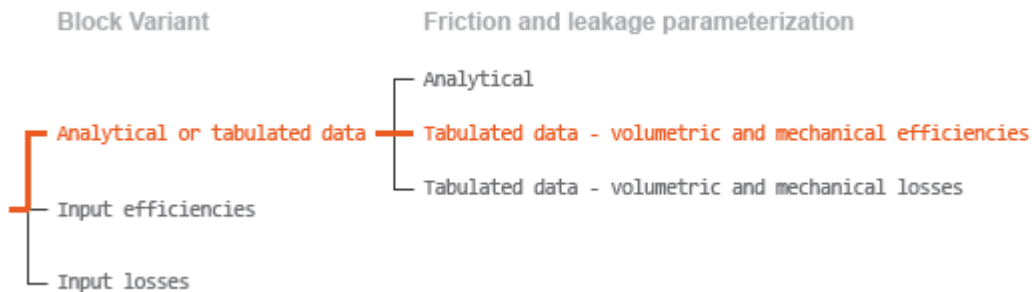 Block Variant
Friction and leakage parameterization
Analytical
Analytical or tabulated data
Tabulated data - volumetric and mechanical efficiencies
Tabulated data - volumetric and mechanical losses
Input efficiencies
Input losses